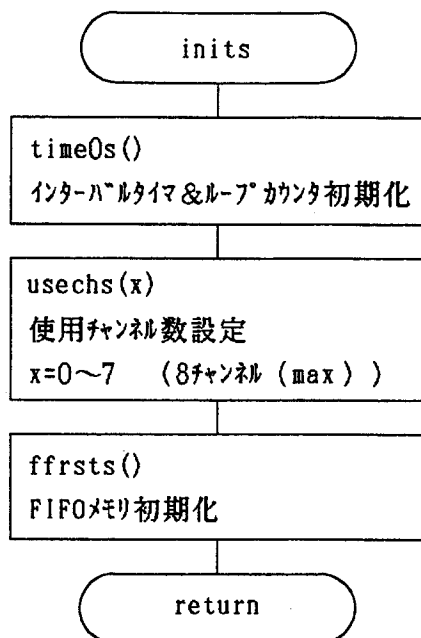 inits
time0s()
ｲﾝﾀｰﾊﾞﾙﾀｲﾏ＆ﾙｰﾌﾟｶｳﾝﾀ初期化
usechs(x)
使用ﾁｬﾝﾈﾙ数設定
x=0〜7 (8ﾁｬﾝﾈﾙ (max) )
ffrsts()
FIFOﾒﾓﾘ初期化
return